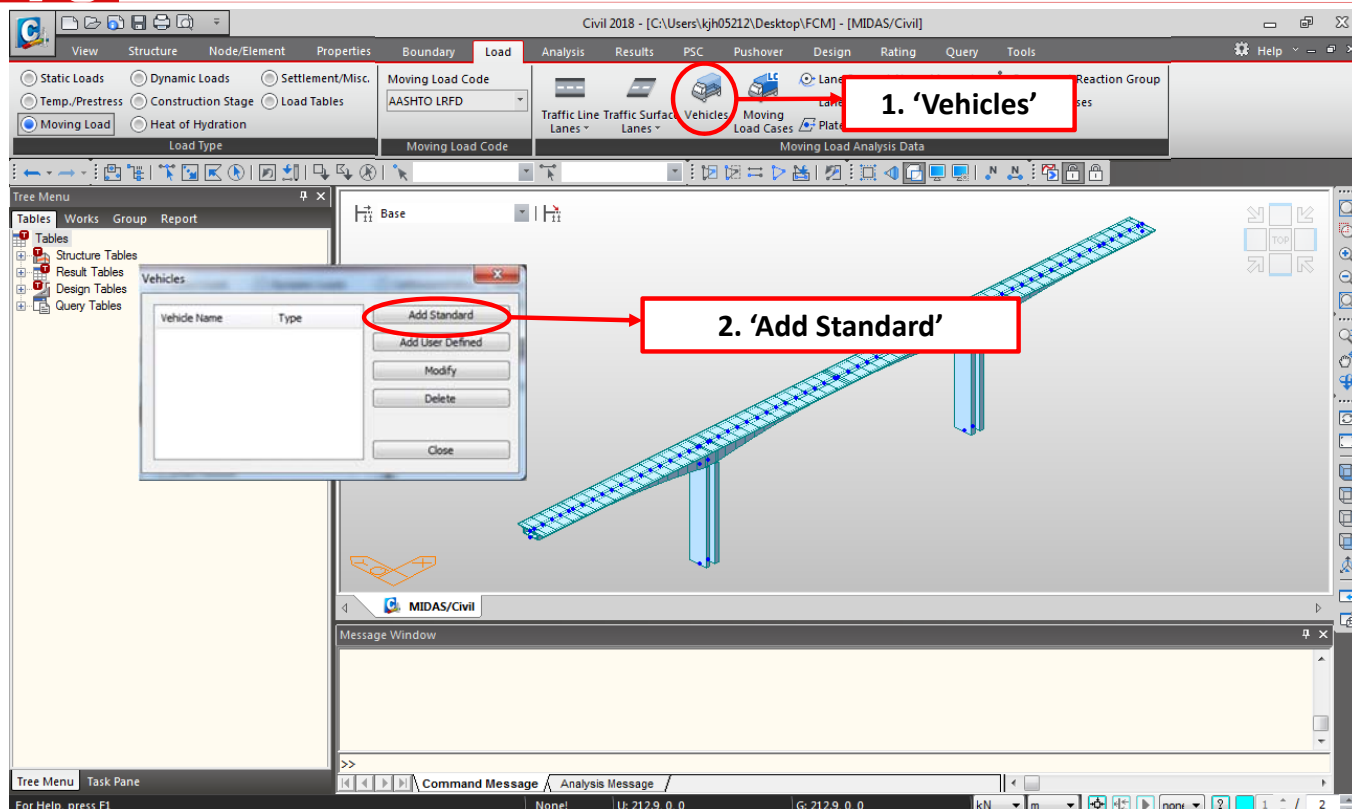 Civil 2018 - [C:\Users\kjh05212\Desktop\FCM] - [MIDAS/Civil]
View Structure Node/Element Properties Boundary Load Analysis Results PSC Pushover Design Rating Query Tools Help
Static Loads Dynamic Loads Settlement/Misc.
Temp./Prestress Construction Stage Load Tables
Moving Load Heat of Hydration
Load Type
Moving Load Code
AASHTO LRFD
Moving Load Code
Traffic Line Lanes
Traffic Surface Lanes
Vehicles
Moving Load Cases
Lane
Plate
Reaction Group
Moving Load Analysis Data
1. ‘Vehicles’
Tree Menu
Tables Works Group Report
Tables
Structure Tables
Result Tables
Design Tables
Query Tables
Base
TOP
Vehicles
Vehicle Name Type
Add Standard
Add User Defined
Modify
Delete
Close
2. ‘Add Standard’
MIDAS/Civil
Message Window
>>
Command Message Analysis Message
Tree Menu Task Pane
For Help, press F1 None! U: 212.9, 0, 0 G: 212.9, 0, 0 kN m none ? 1 / 2